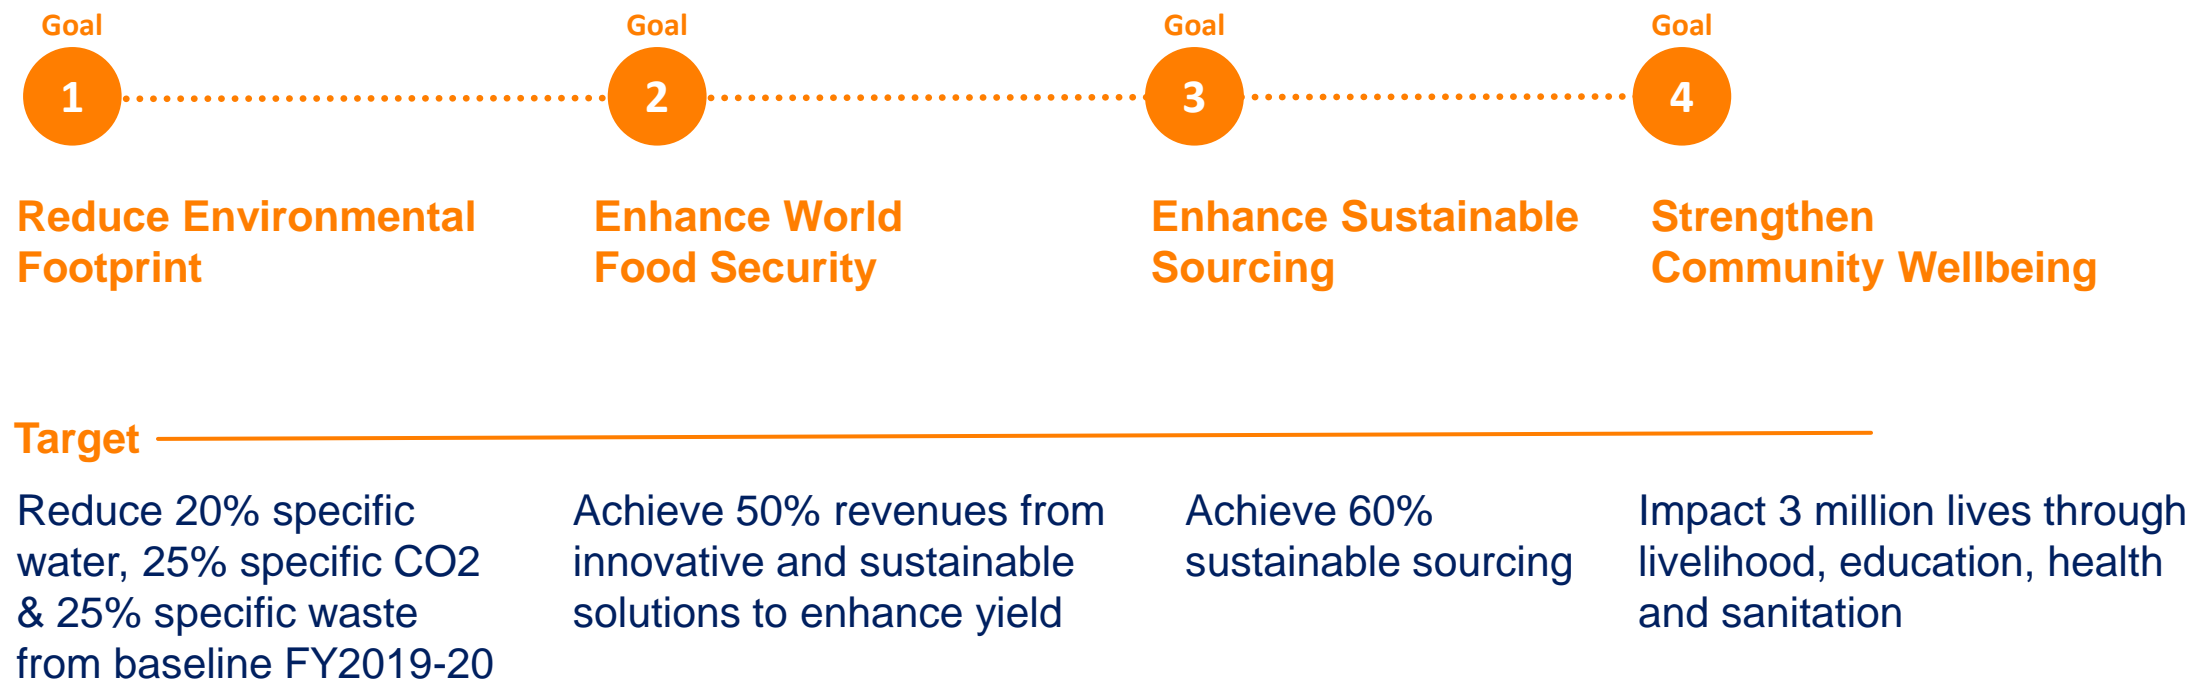 Goal
1
Goal
2
Goal
3
Goal
4
Reduce Environmental
Footprint
Enhance World
Food Security
Enhance Sustainable
Sourcing
Strengthen
Community Wellbeing
Target
Reduce 20% specific
water, 25% specific CO2
& 25% specific waste
from baseline FY2019-20
Achieve 50% revenues from
innovative and sustainable
solutions to enhance yield
Achieve 60%
sustainable sourcing
Impact 3 million lives through
livelihood, education, health
and sanitation